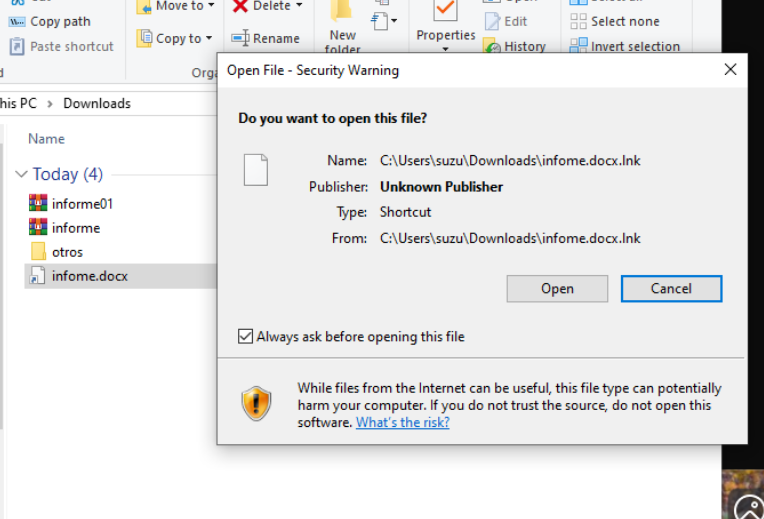 Copy path
Paste shortcut
Move to
Copy to
Delete
Rename
New
folder
Properties
Edit
History
Select none
Invert selection
This PC > Downloads
Name
Today (4)
informe01
informe
otros
infome.docx
Open File - Security Warning
Do you want to open this file?
Name: C:\Users\suzu\Downloads\infome.docx.lnk
Publisher: Unknown Publisher
Type: Shortcut
From: C:\Users\suzu\Downloads\infome.docx.lnk
Open
Cancel
Always ask before opening this file
While files from the Internet can be useful, this file type can potentially
harm your computer. If you do not trust the source, do not open this
software. What's the risk?